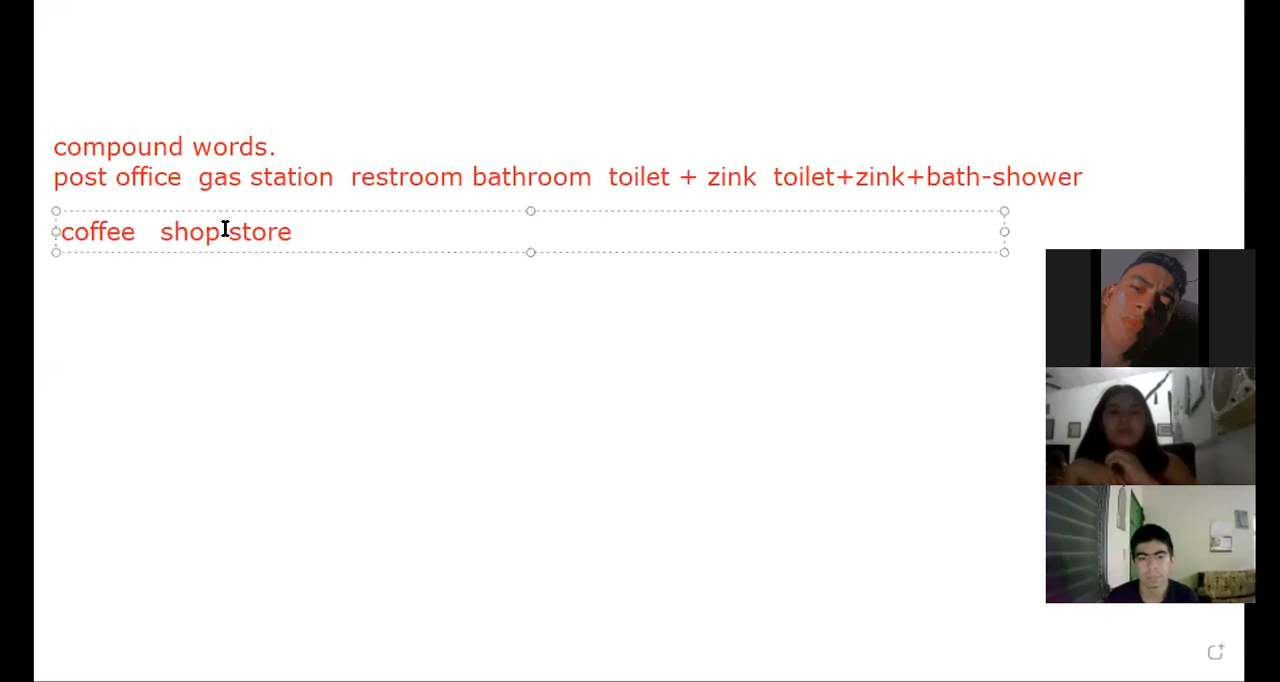 compound words.
post office gas station restroom bathroom toilet + zink toilet+zink+bath-shower
coffee shop store